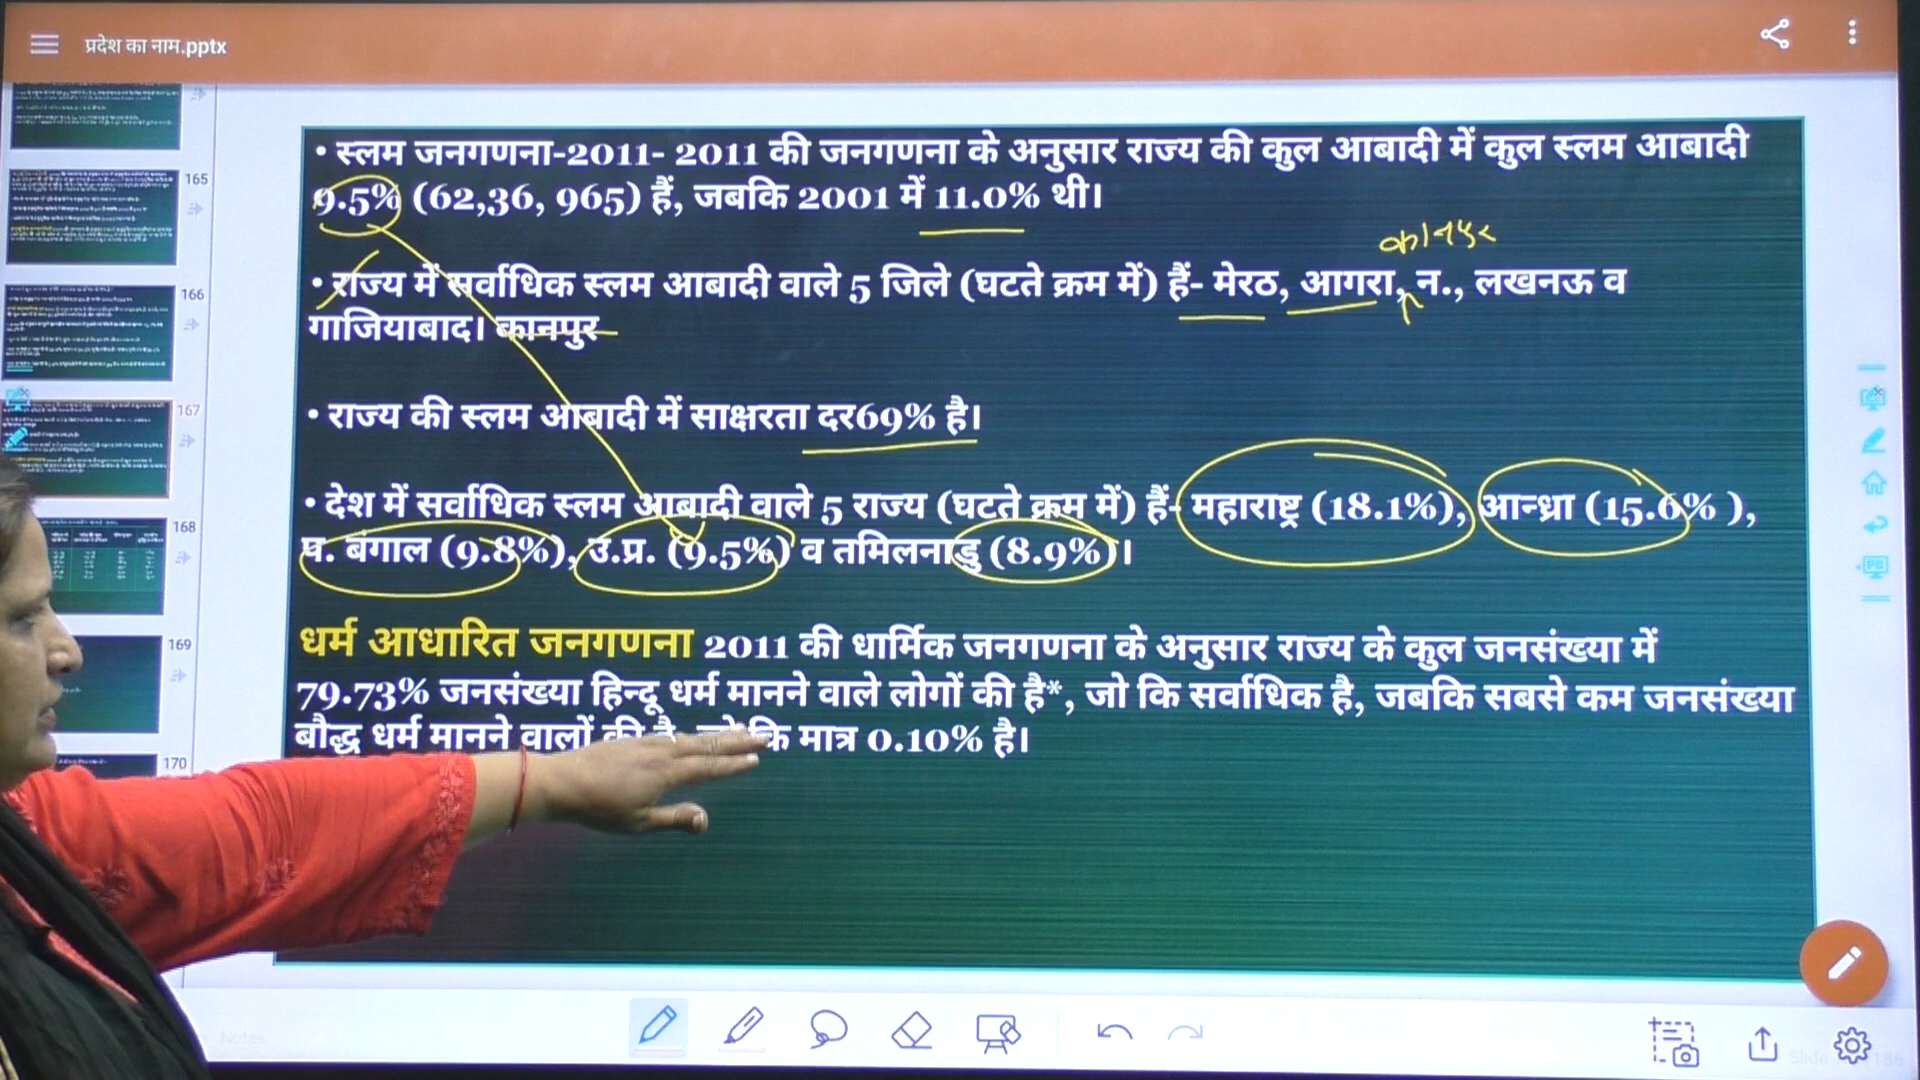 प्रदेश का नाम.pptx
165
166
167
168
169
170
• स्लम जनगणना-2011- 2011 की जनगणना के अनुसार राज्य की कुल आबादी में कुल स्लम आबादी
9.5% (62,36, 965) हैं, जबकि 2001 में 11.0% थी।
कानपुर
• राज्य में सर्वाधिक स्लम आबादी वाले 5 जिले (घटते क्रम में) हैं- मेरठ, आगरा, न., लखनऊ व
गाजियाबाद। कानपुर
• राज्य की स्लम आबादी में साक्षरता दर69% है।
• देश में सर्वाधिक स्लम आबादी वाले 5 राज्य (घटते क्रम में) हैं- महाराष्ट्र (18.1%), आन्ध्रा (15.6% ),
प. बंगाल (9.8%), उ.प्र. (9.5%) व तमिलनाडु (8.9%)।
धर्म आधारित जनगणना 2011 की धार्मिक जनगणना के अनुसार राज्य के कुल जनसंख्या में
79.73% जनसंख्या हिन्दू धर्म मानने वाले लोगों की है*, जो कि सर्वाधिक है, जबकि सबसे कम जनसंख्या
बौद्ध धर्म मानने वालों की है, जो कि मात्र 0.10% है।
Notes